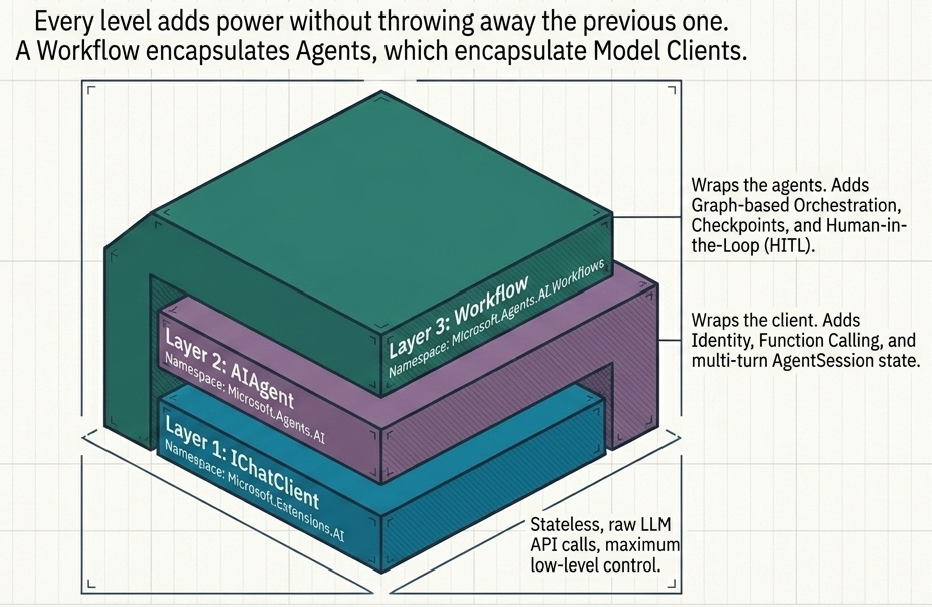 Every level adds power without throwing away the previous one.
A Workflow encapsulates Agents, which encapsulate Model Clients.
Wraps the agents. Adds
Graph-based Orchestration,
Checkpoints, and Human-in-
the-Loop (HITL).
Layer 3: Workflow
Namespace: Microsoft.Agents.AI.Workflows
Wraps the client. Adds
Identity, Function Calling, and
multi-turn AgentSession state.
Layer 2: AIAgent
Namespace: Microsoft.Agents.AI
Layer 1: IChatClient
Namespace: Microsoft.Extensions.AI
Stateless, raw LLM
API calls, maximum
low-level control.